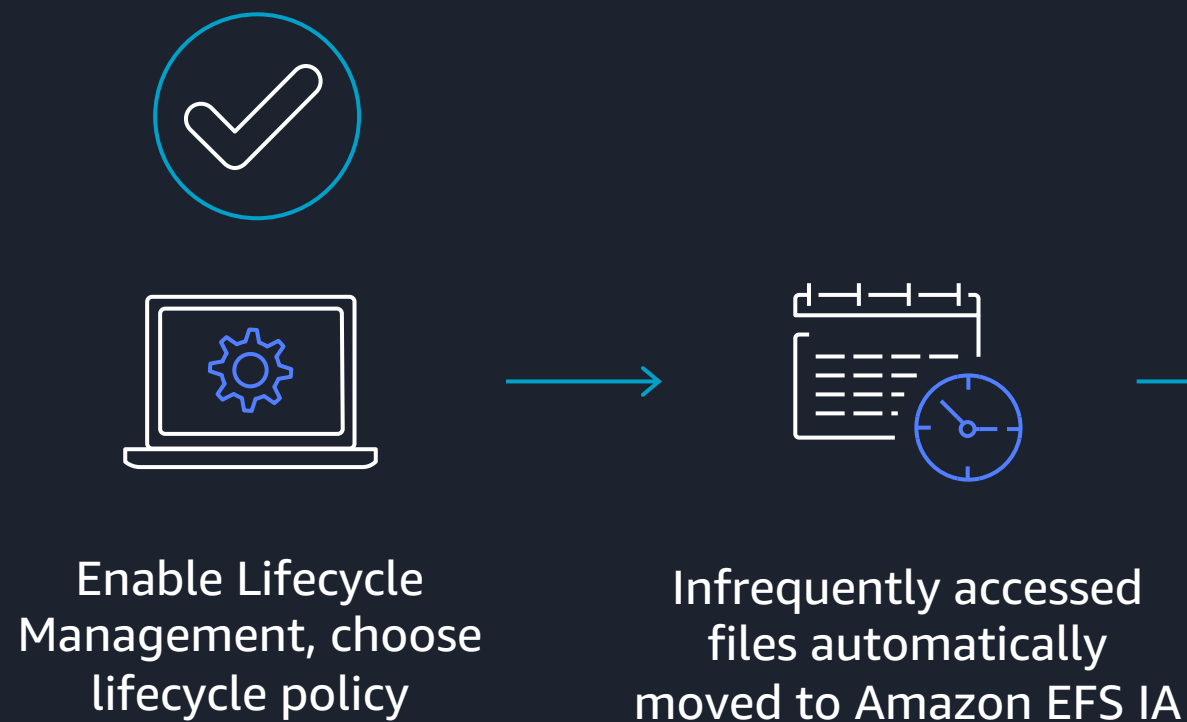 Enable Lifecycle
Management, choose
lifecycle policy
Infrequently accessed
files automatically
moved to Amazon EFS IA